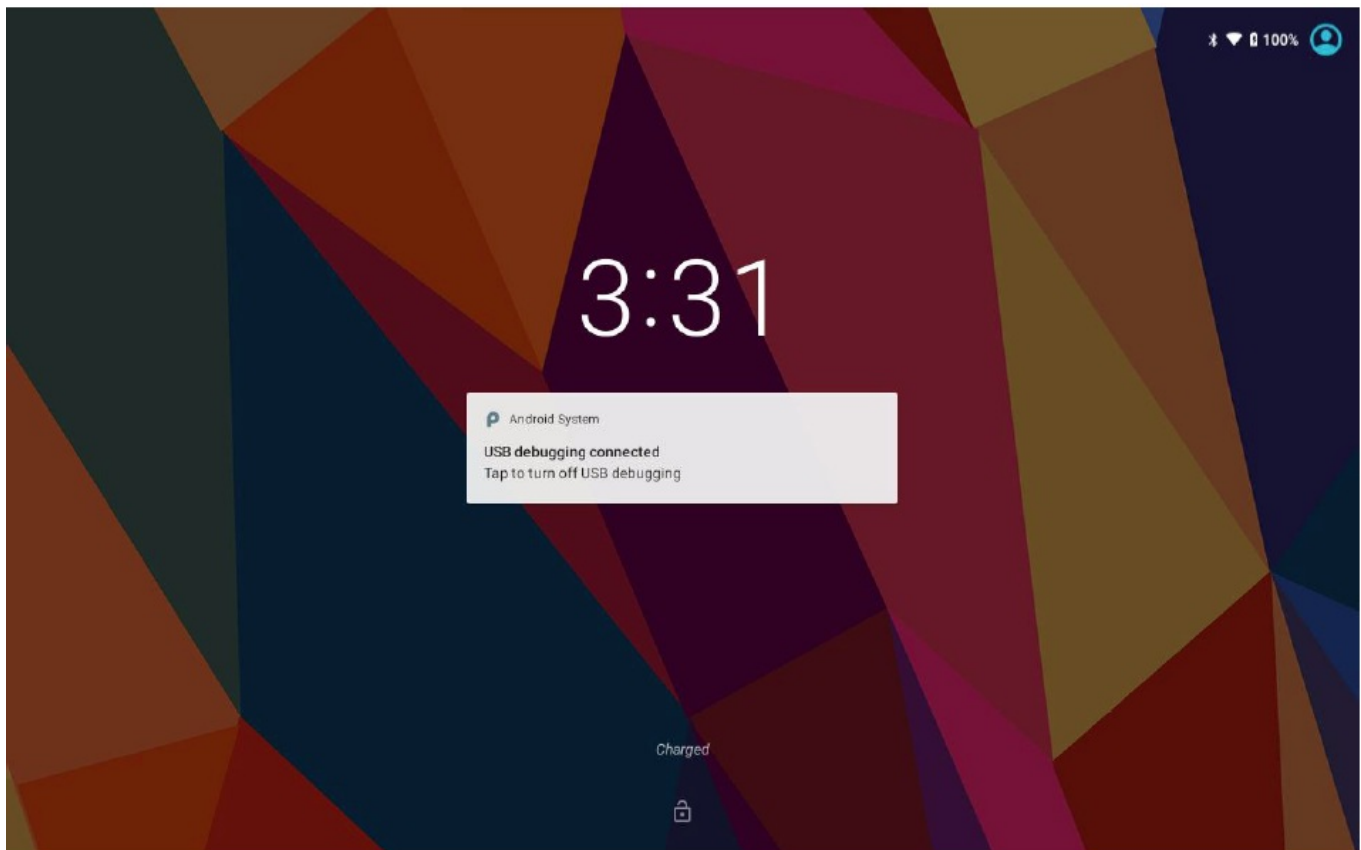 100%
3:31
Android System
USB debugging connected
Tap to turn off USB debugging
Charged